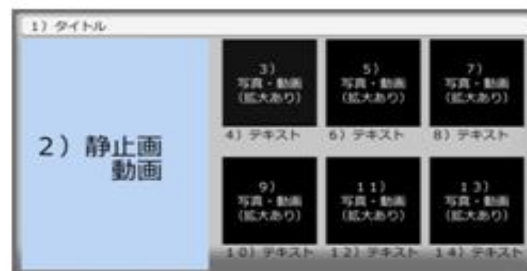 1）タイトル
2）静止画
動画
3）
写真・動画
（拡大あり）
4）テキスト
5）
写真・動画
（拡大あり）
6）テキスト
7）
写真・動画
（拡大あり）
8）テキスト
9）
写真・動画
（拡大あり）
10）テキスト
11）
写真・動画
（拡大あり）
12）テキスト
13）
写真・動画
（拡大あり）
14）テキスト